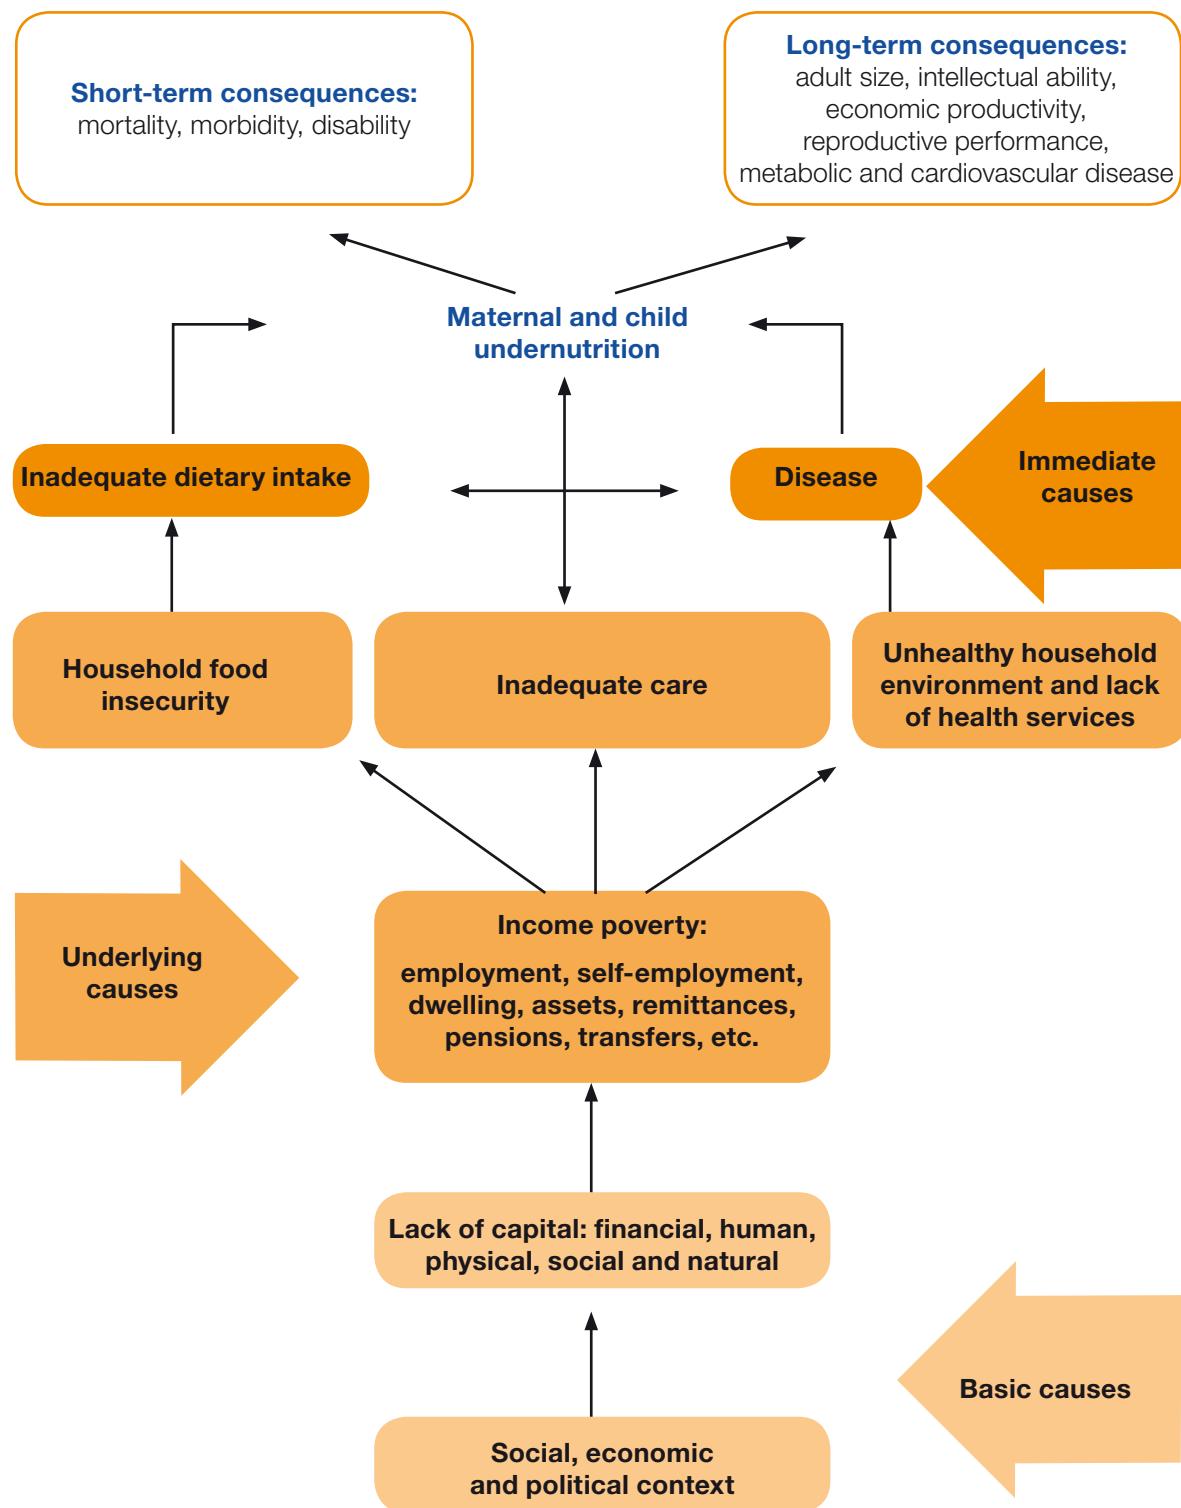 Short-term consequences:
mortality, morbidity, disability
Long-term consequences:
adult size, intellectual ability,
economic productivity,
reproductive performance,
metabolic and cardiovascular disease
Maternal and child
undernutrition
Inadequate dietary intake
Disease
Immediate
causes
Household food
insecurity
Inadequate care
Unhealthy household
environment and lack
of health services
Underlying
causes
Income poverty:
employment, self-employment,
dwelling, assets, remittances,
pensions, transfers, etc.
Lack of capital: financial, human,
physical, social and natural
Basic causes
Social, economic
and political context